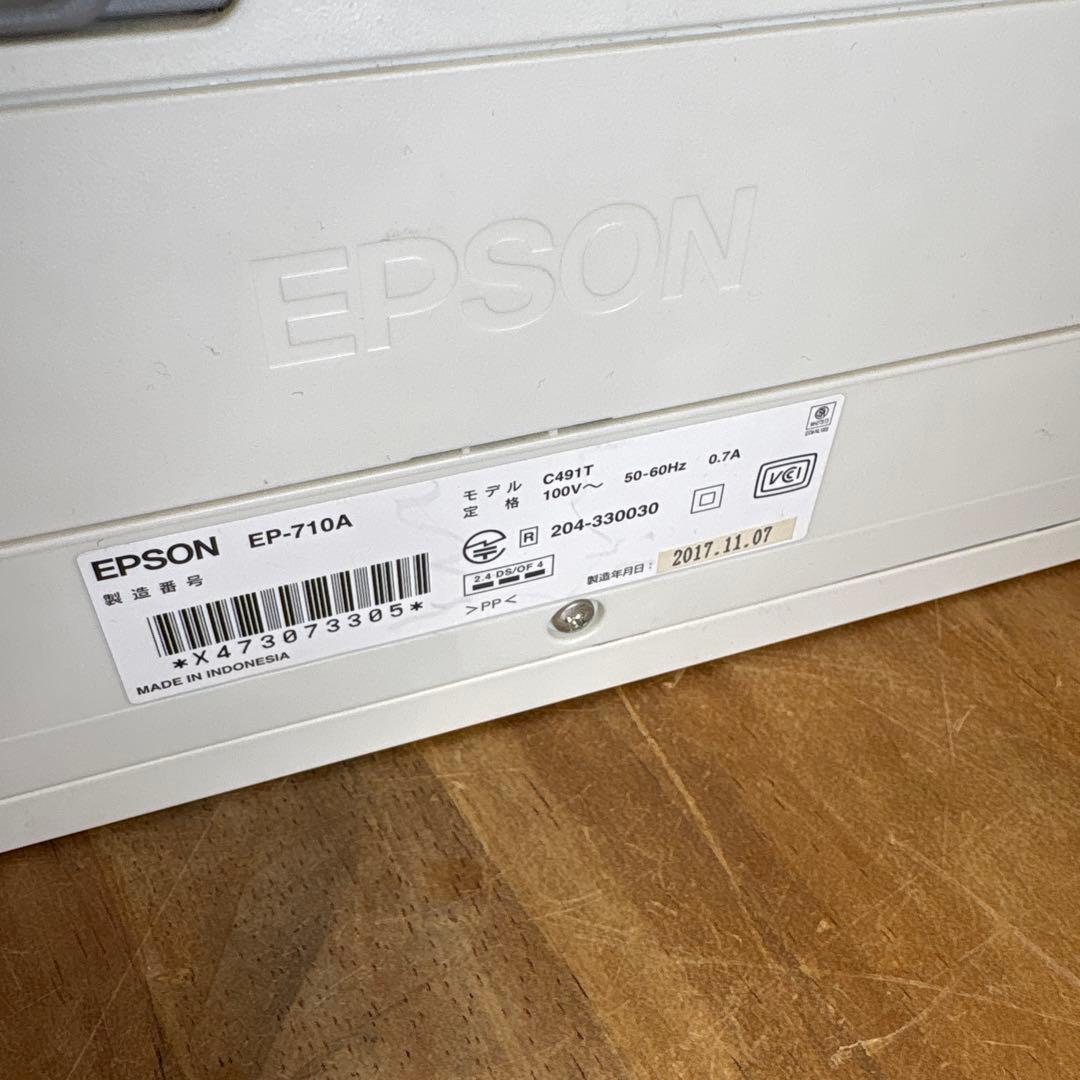 EPSON
EPSON EP-710A
製造番号
*X473073305*
MADE IN INDONESIA
モデル C491T
定格 100V～ 50-60Hz 0.7A
R 204-330030
2.4 DS/OF 4
>PP<
製造年月日: 2017.11.07
VCI